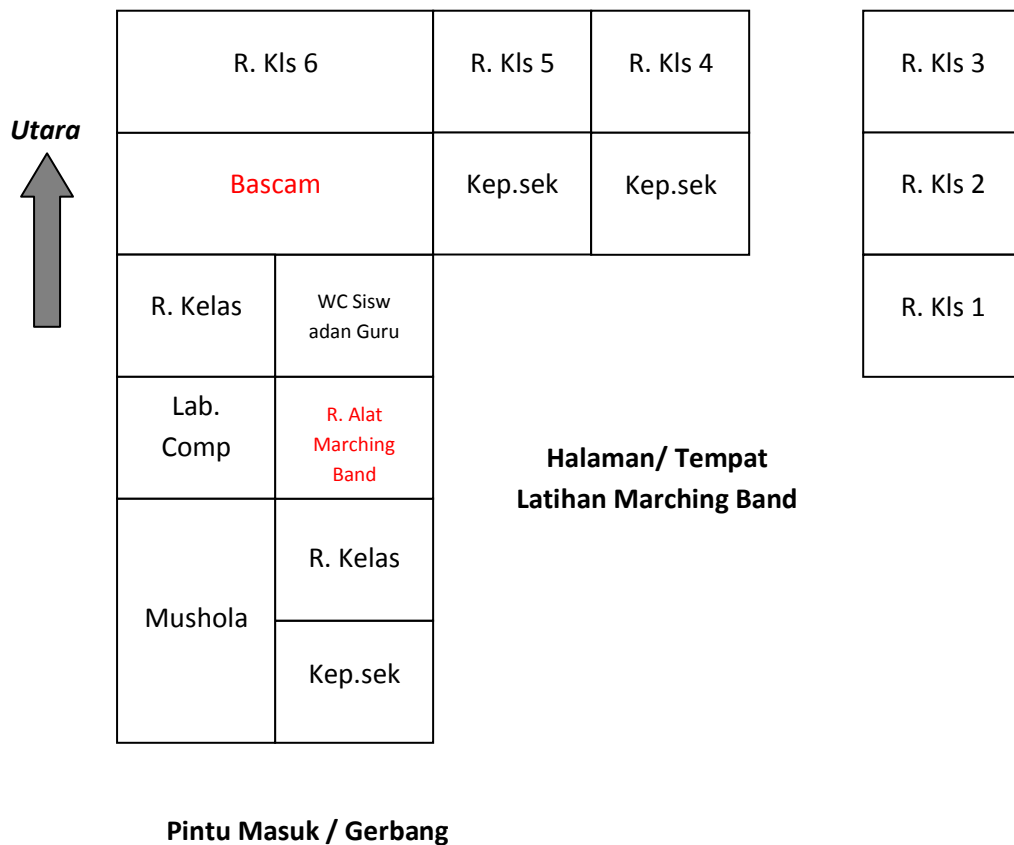 R. Kls 6
R. Kls 5
R. Kls 4
R. Kls 3
Utara
Bascam
Kep.sek
Kep.sek
R. Kls 2
R. Kelas
WC Sisw
adan Guru
R. Kls 1
Lab.
Comp
R. Alat
Marching
Band
Halaman/ Tempat
Latihan Marching Band
R. Kelas
Mushola
Kep.sek
Pintu Masuk / Gerbang